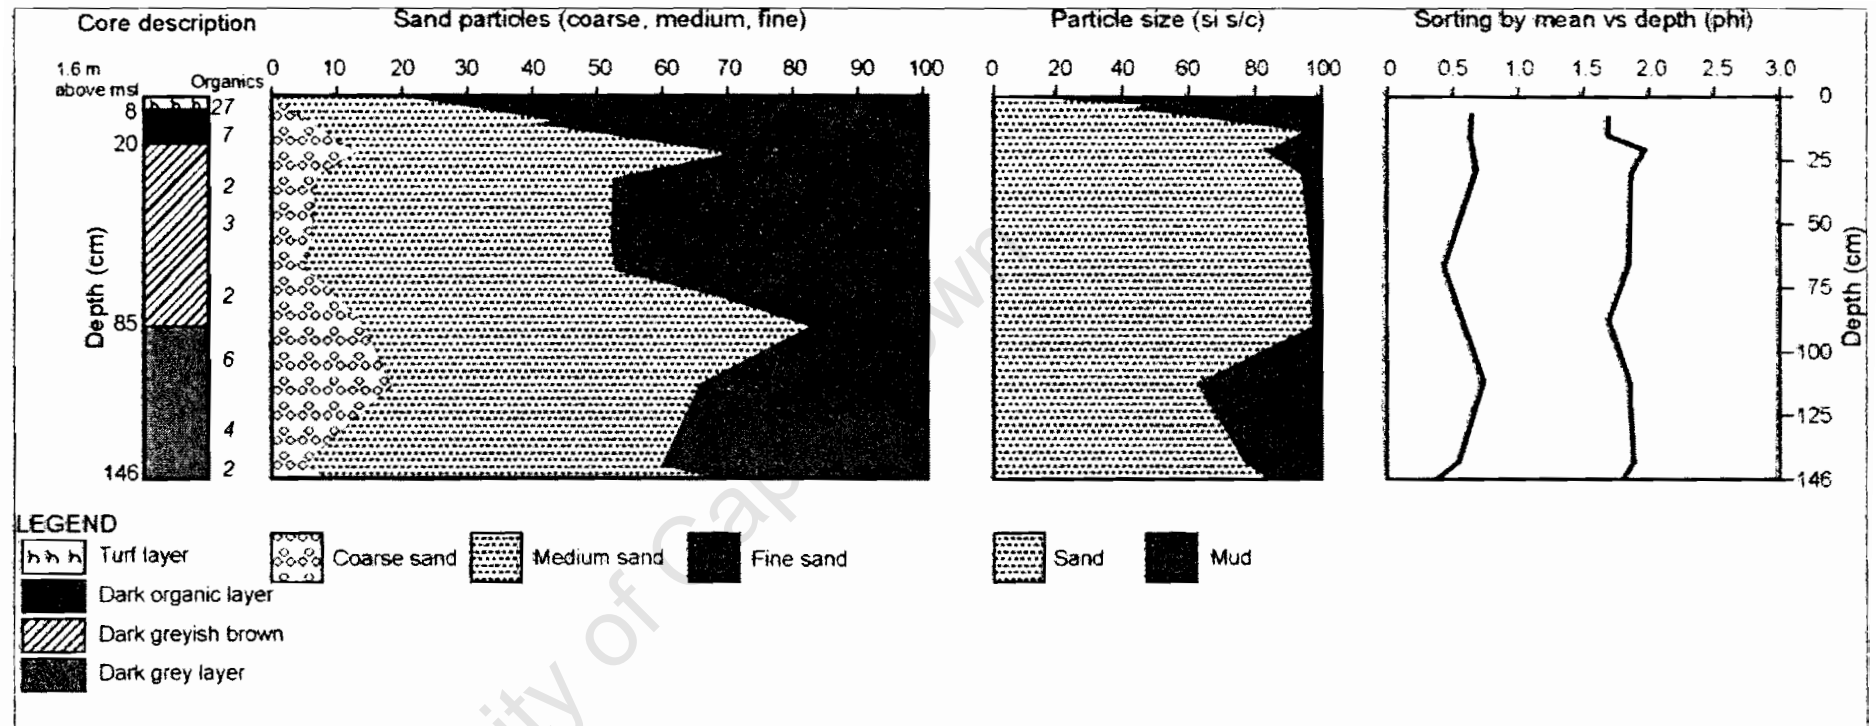 Core description
Sand particles (coarse, medium, fine)
Particle size (si s/c)
Sorting by mean vs depth (phi)
1.6 m
above msl
Organics
0 10 20 30 40 50 60 70 80 90 100
0 20 40 60 80 100
0 0.5 1.0 1.5 2.0 2.5 3.0
8
20
85
146
Depth (cm)
27
7
2
3
2
6
4
2
0
25
50
75
100
125
146
Depth (cm)
LEGEND
Turf layer
Dark organic layer
Dark greyish brown
Dark grey layer
Coarse sand
Medium sand
Fine sand
Sand
Mud